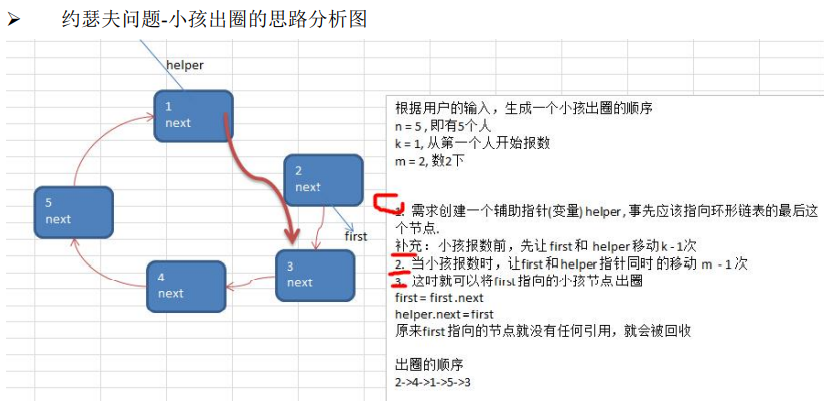 ➢ 约瑟夫问题-小孩出圈的思路分析图
helper
1
next
2
next
first
3
next
4
next
5
next
根据用户的输入，生成一个小孩出圈的顺序
n = 5 , 即有5个人
k = 1, 从第一个人开始报数
m = 2, 数2下
1. 需求创建一个辅助指针(变量) helper , 事先应该指向环形链表的最后这
个节点.
补充： 小孩报数前，先让 first 和 helper 移动 k - 1次
2. 当小孩报数时，让first 和 helper 指针同时 的移动 m - 1 次
3. 这时就可以将first 指向的小孩节点 出圈
first = first .next
helper.next = first
原来first 指向的节点就没有任何引用，就会被回收
出圈的顺序
2->4->1->5->3